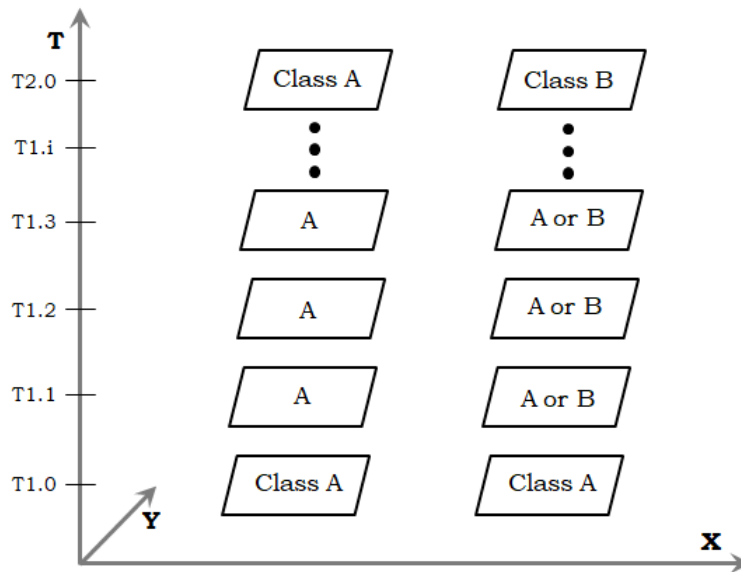 T
T2.0 Class A Class B
T1.i
T1.3 A A or B
T1.2 A A or B
T1.1 A A or B
T1.0 Class A Class A
Y
X